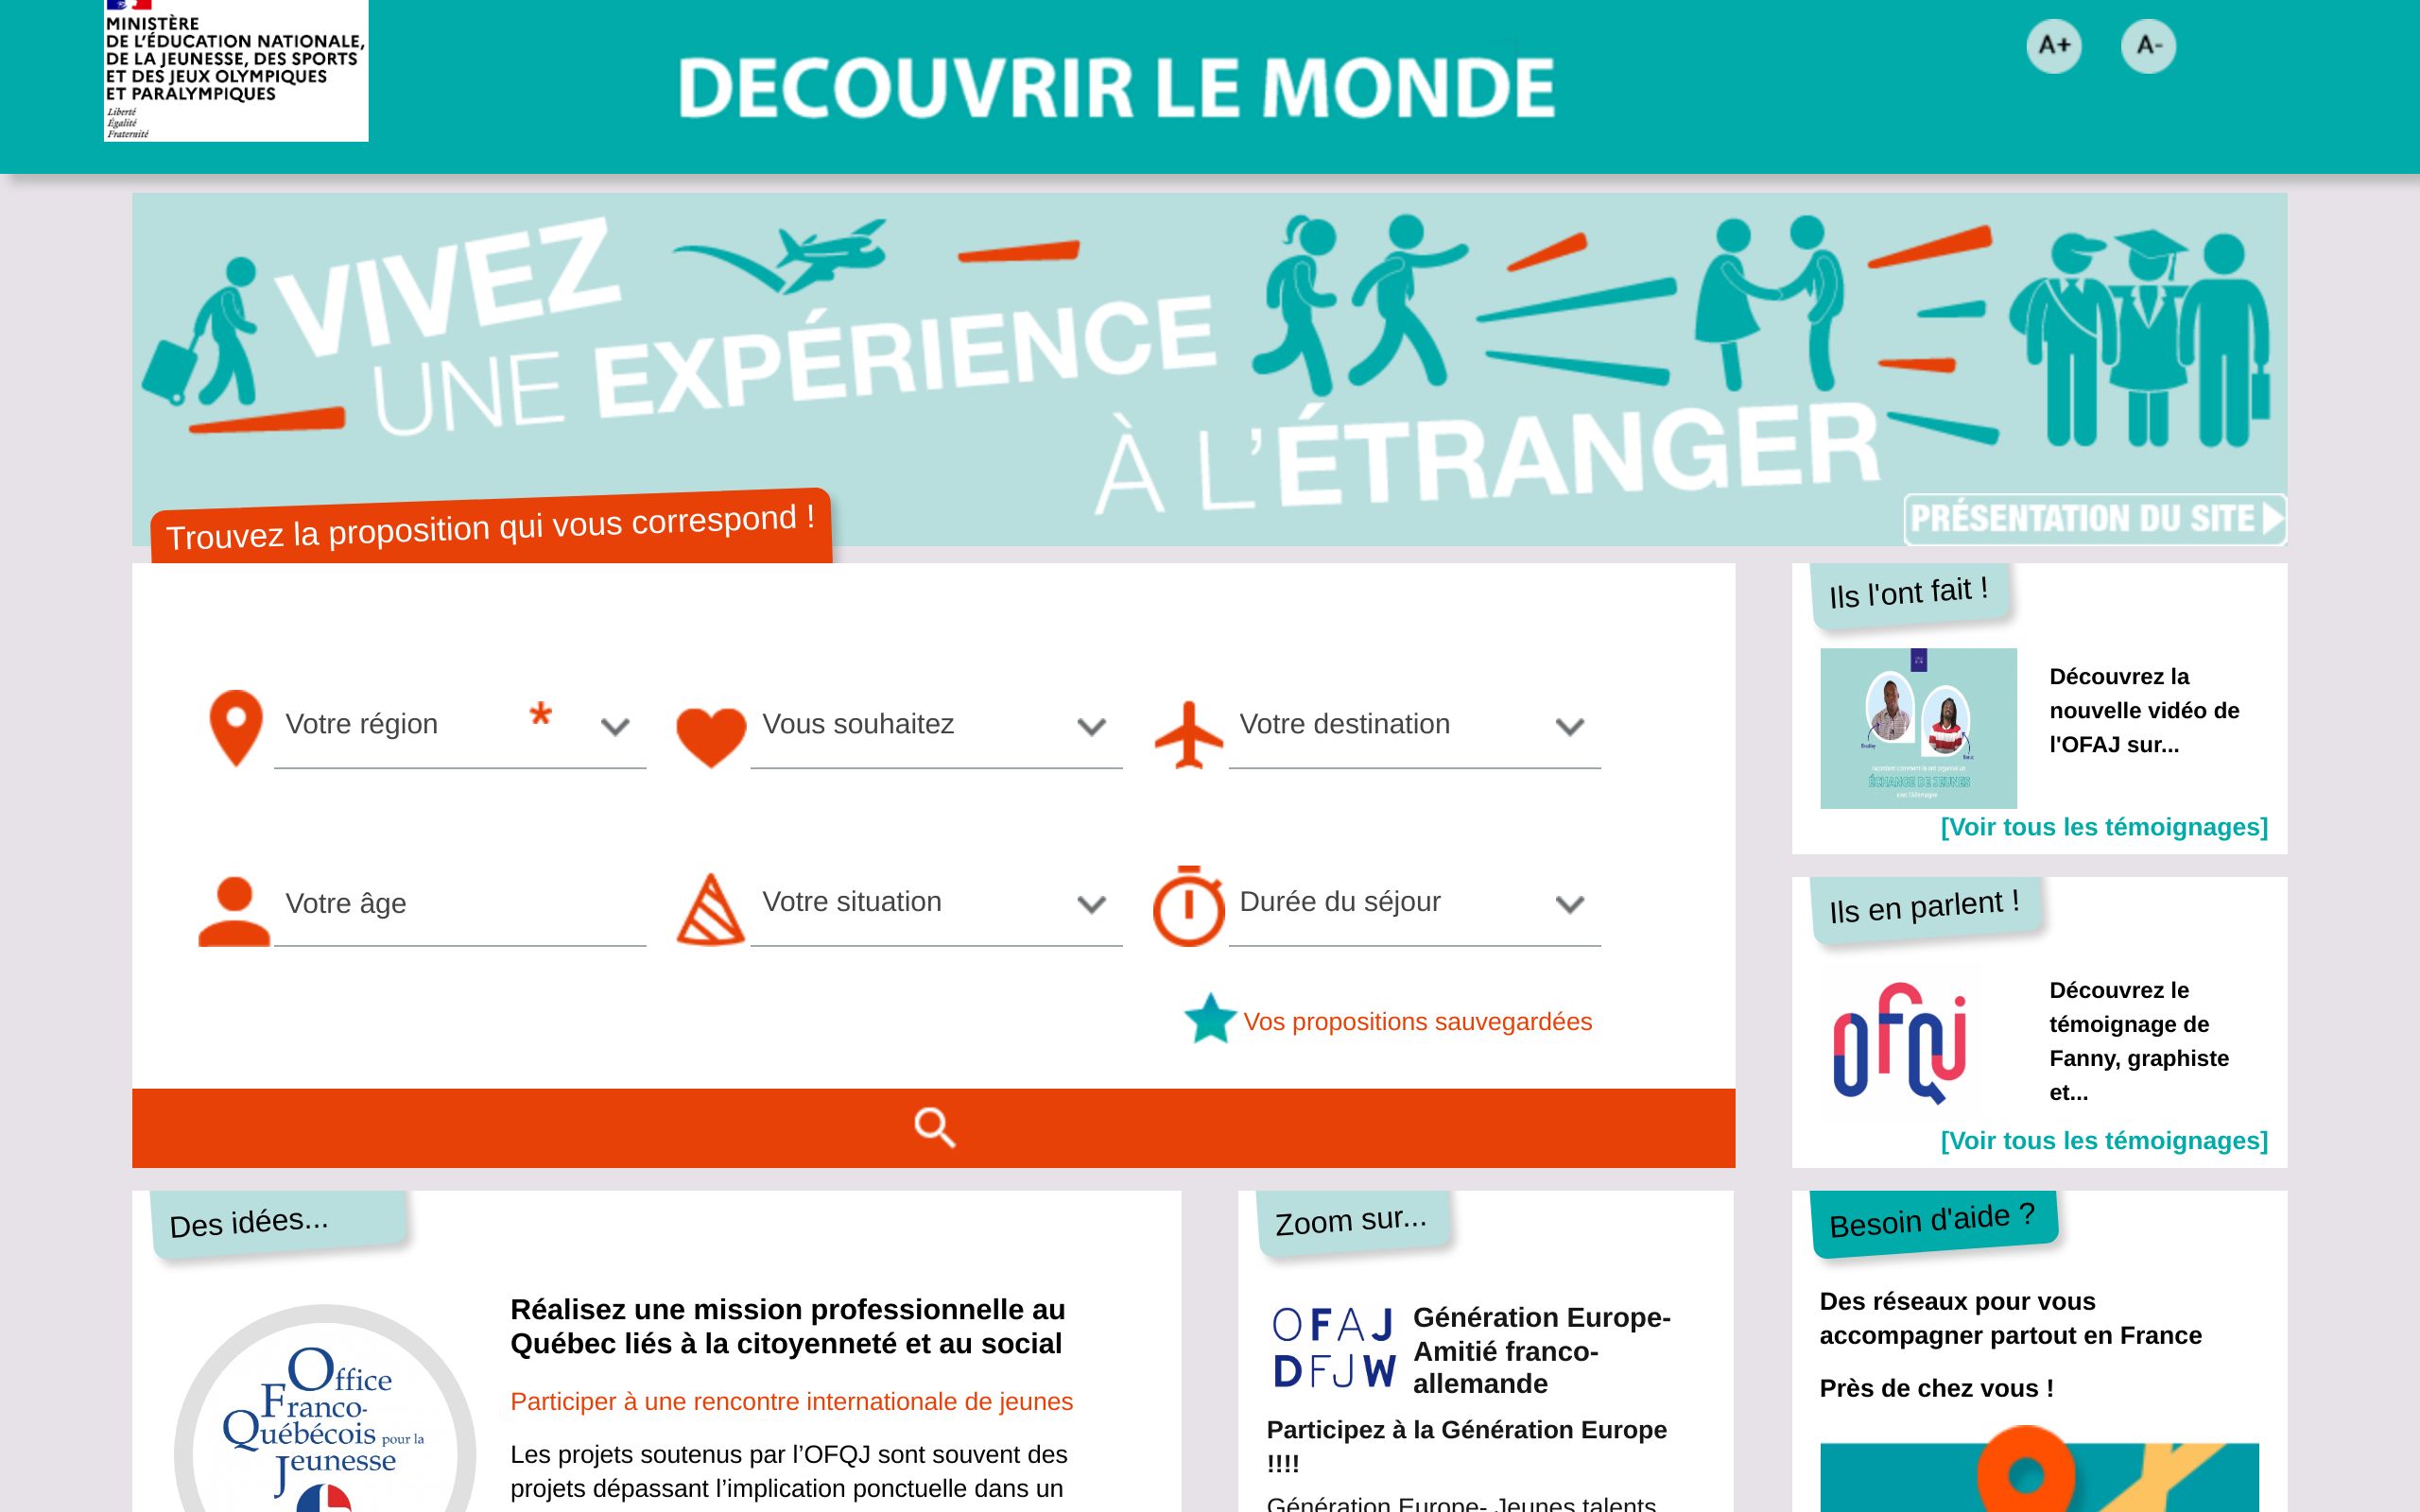 MINISTÈRE
DE L'ÉDUCATION NATIONALE,
DE LA JEUNESSE, DES SPORTS
ET DES JEUX OLYMPIQUES
ET PARALYMPIQUES
Liberté
Égalité
Fraternité
DECOUVRIR LE MONDE
A+
A-
VIVEZ
UNE EXPÉRIENCE
À L'ÉTRANGER
PRÉSENTATION DU SITE
Trouvez la proposition qui vous correspond !
Votre région *
Vous souhaitez
Votre destination
Votre âge
Votre situation
Durée du séjour
Vos propositions sauvegardées
Ils l'ont fait !
ÉCHANGE DE JEUNES
avec l'Allemagne
Découvrez la
nouvelle vidéo de
l'OFAJ sur...
[Voir tous les témoignages]
Ils en parlent !
ofqj
Découvrez le
témoignage de
Fanny, graphiste
et...
[Voir tous les témoignages]
Des idées...
Office
Franco-
Québécois pour la
Jeunesse
Réalisez une mission professionnelle au
Québec liés à la citoyenneté et au social
Participer à une rencontre internationale de jeunes
Les projets soutenus par l’OFQJ sont souvent des
projets dépassant l’implication ponctuelle dans un
Zoom sur...
OFAJ
DFJW
Génération Europe-
Amitié franco-
allemande
Participez à la Génération Europe
!!!!
Génération Europe- Jeunes talents
Besoin d'aide ?
Des réseaux pour vous
accompagner partout en France
Près de chez vous !